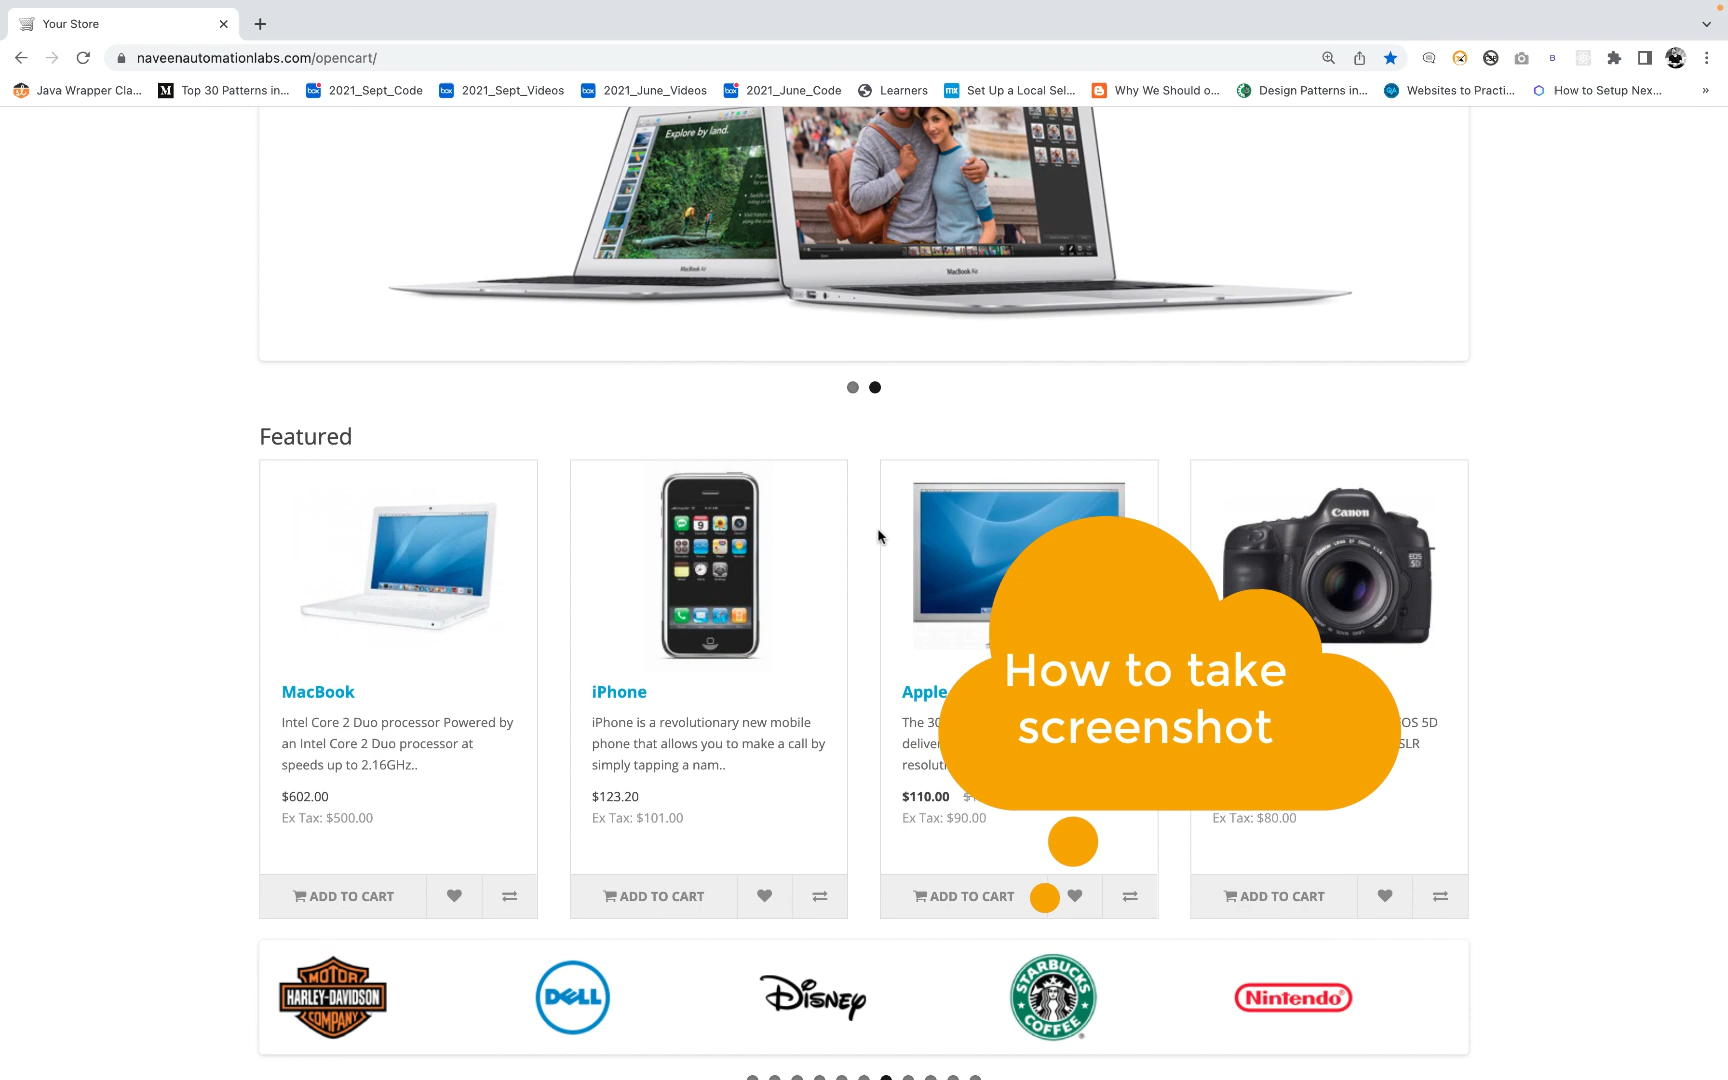 Your Store
naveenautomationlabs.com/opencart/
Java Wrapper Cla...
Top 30 Patterns in...
2021_Sept_Code
2021_Sept_Videos
2021_June_Videos
2021_June_Code
Learners
Set Up a Local Sel...
Why We Should o...
Design Patterns in...
Websites to Practi...
How to Setup Nex...
Explore by land.
MacBook Air
MacBook Air
Featured
Canon
EOS
5D
MacBook
Intel Core 2 Duo processor Powered by
an Intel Core 2 Duo processor at
speeds up to 2.16GHz..
$602.00
Ex Tax: $500.00
ADD TO CART
iPhone
iPhone is a revolutionary new mobile
phone that allows you to make a call by
simply tapping a nam..
$123.20
Ex Tax: $101.00
ADD TO CART
Apple
The 30
$110.00
Ex Tax: $90.00
ADD TO CART
How to take
screenshot
5D
Ex Tax: $80.00
ADD TO CART
MOTOR
HARLEY-DAVIDSON
COMPANY
DELL
Disney
STARBUCKS
COFFEE
Nintendo